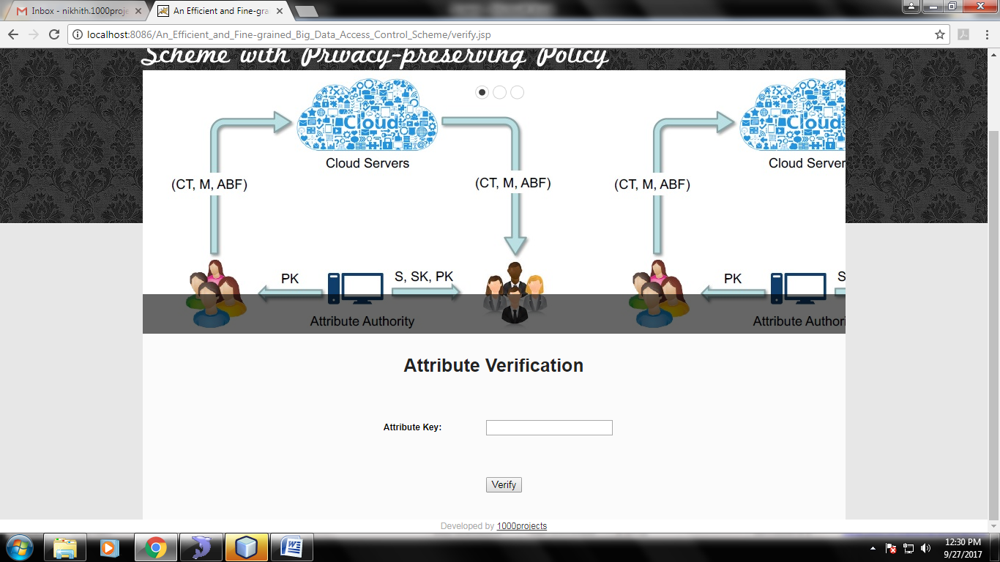 Inbox - nikhith.1000proje
An Efficient and Fine-gra
localhost:8086/An_Efficient_and_Fine-grained_Big_Data_Access_Control_Scheme/verify.jsp
Scheme with Privacy-preserving Policy
Cloud
Cloud
Cloud Servers
Cloud Server
(CT, M, ABF)
(CT, M, ABF)
(CT, M, ABF)
PK
S, SK, PK
PK
S
Attribute Authority
Attribute Authori
Attribute Verification
Attribute Key:
Verify
Developed by 1000projects
12:30 PM
9/27/2017